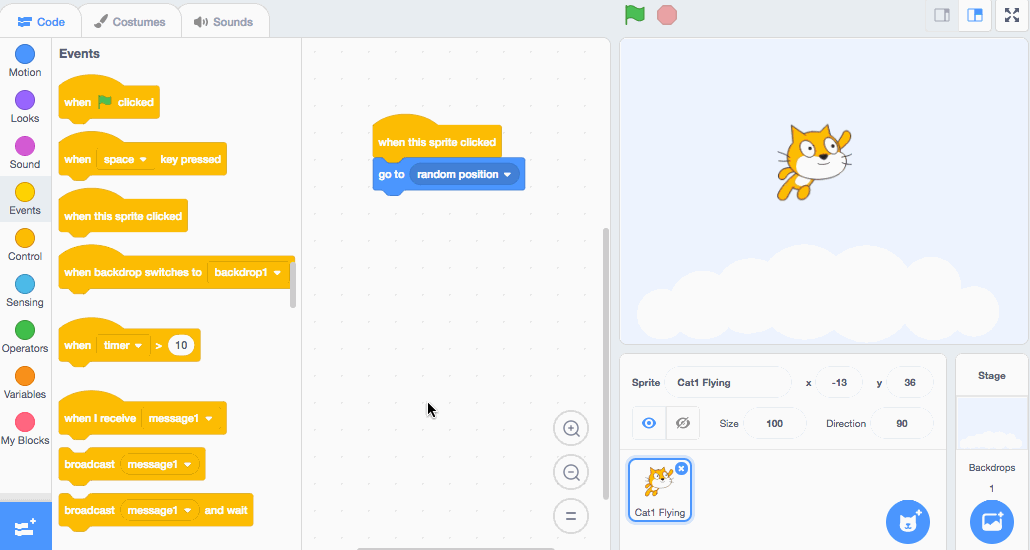 Code
Costumes
Sounds
Motion
Looks
Sound
Events
Control
Sensing
Operators
Variables
My Blocks
Events
when clicked
when space key pressed
when this sprite clicked
when backdrop switches to backdrop1
when timer > 10
when I receive message1
broadcast message1
broadcast message1 and wait
when this sprite clicked
go to random position
Sprite Cat1 Flying x -13 y 36
Size 100 Direction 90
Cat1 Flying
Stage
Backdrops
1